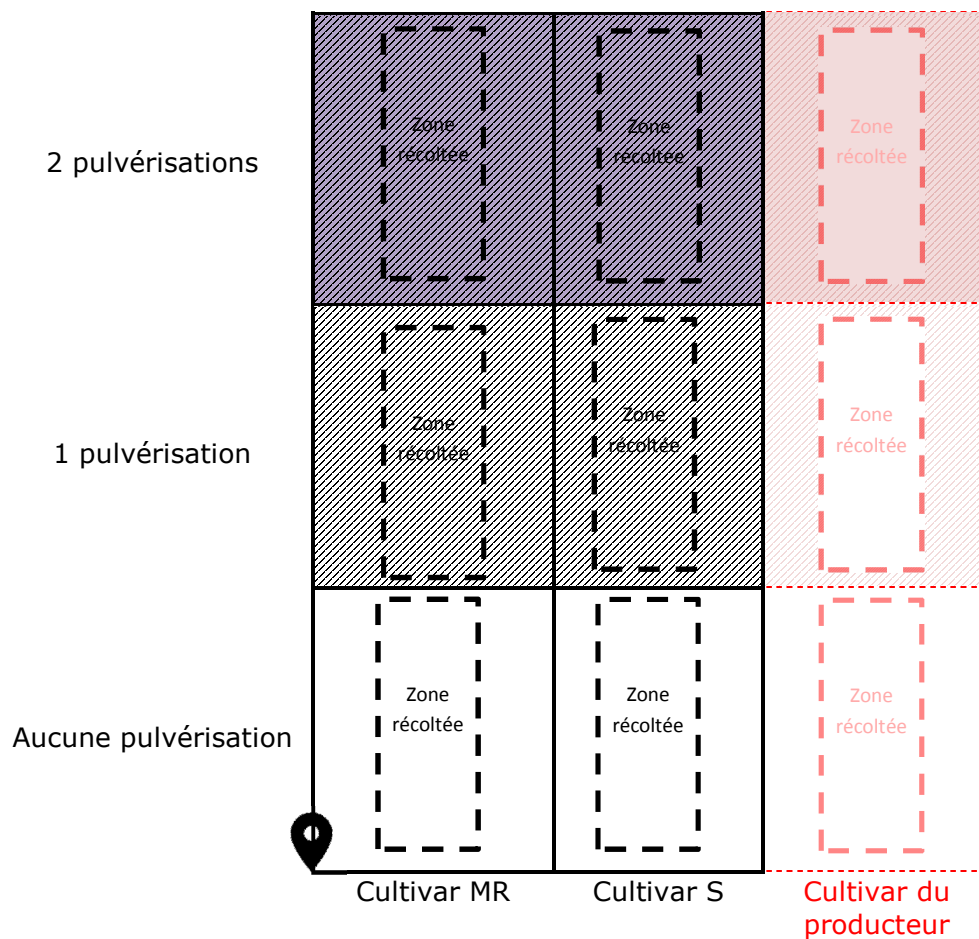 2 pulvérisations
Zone
récoltée
Zone
récoltée
Zone
récoltée
1 pulvérisation
Zone
récoltée
Zone
récoltée
Zone
récoltée
Aucune pulvérisation
Zone
récoltée
Zone
récoltée
Zone
récoltée
Cultivar MR
Cultivar S
Cultivar du
producteur